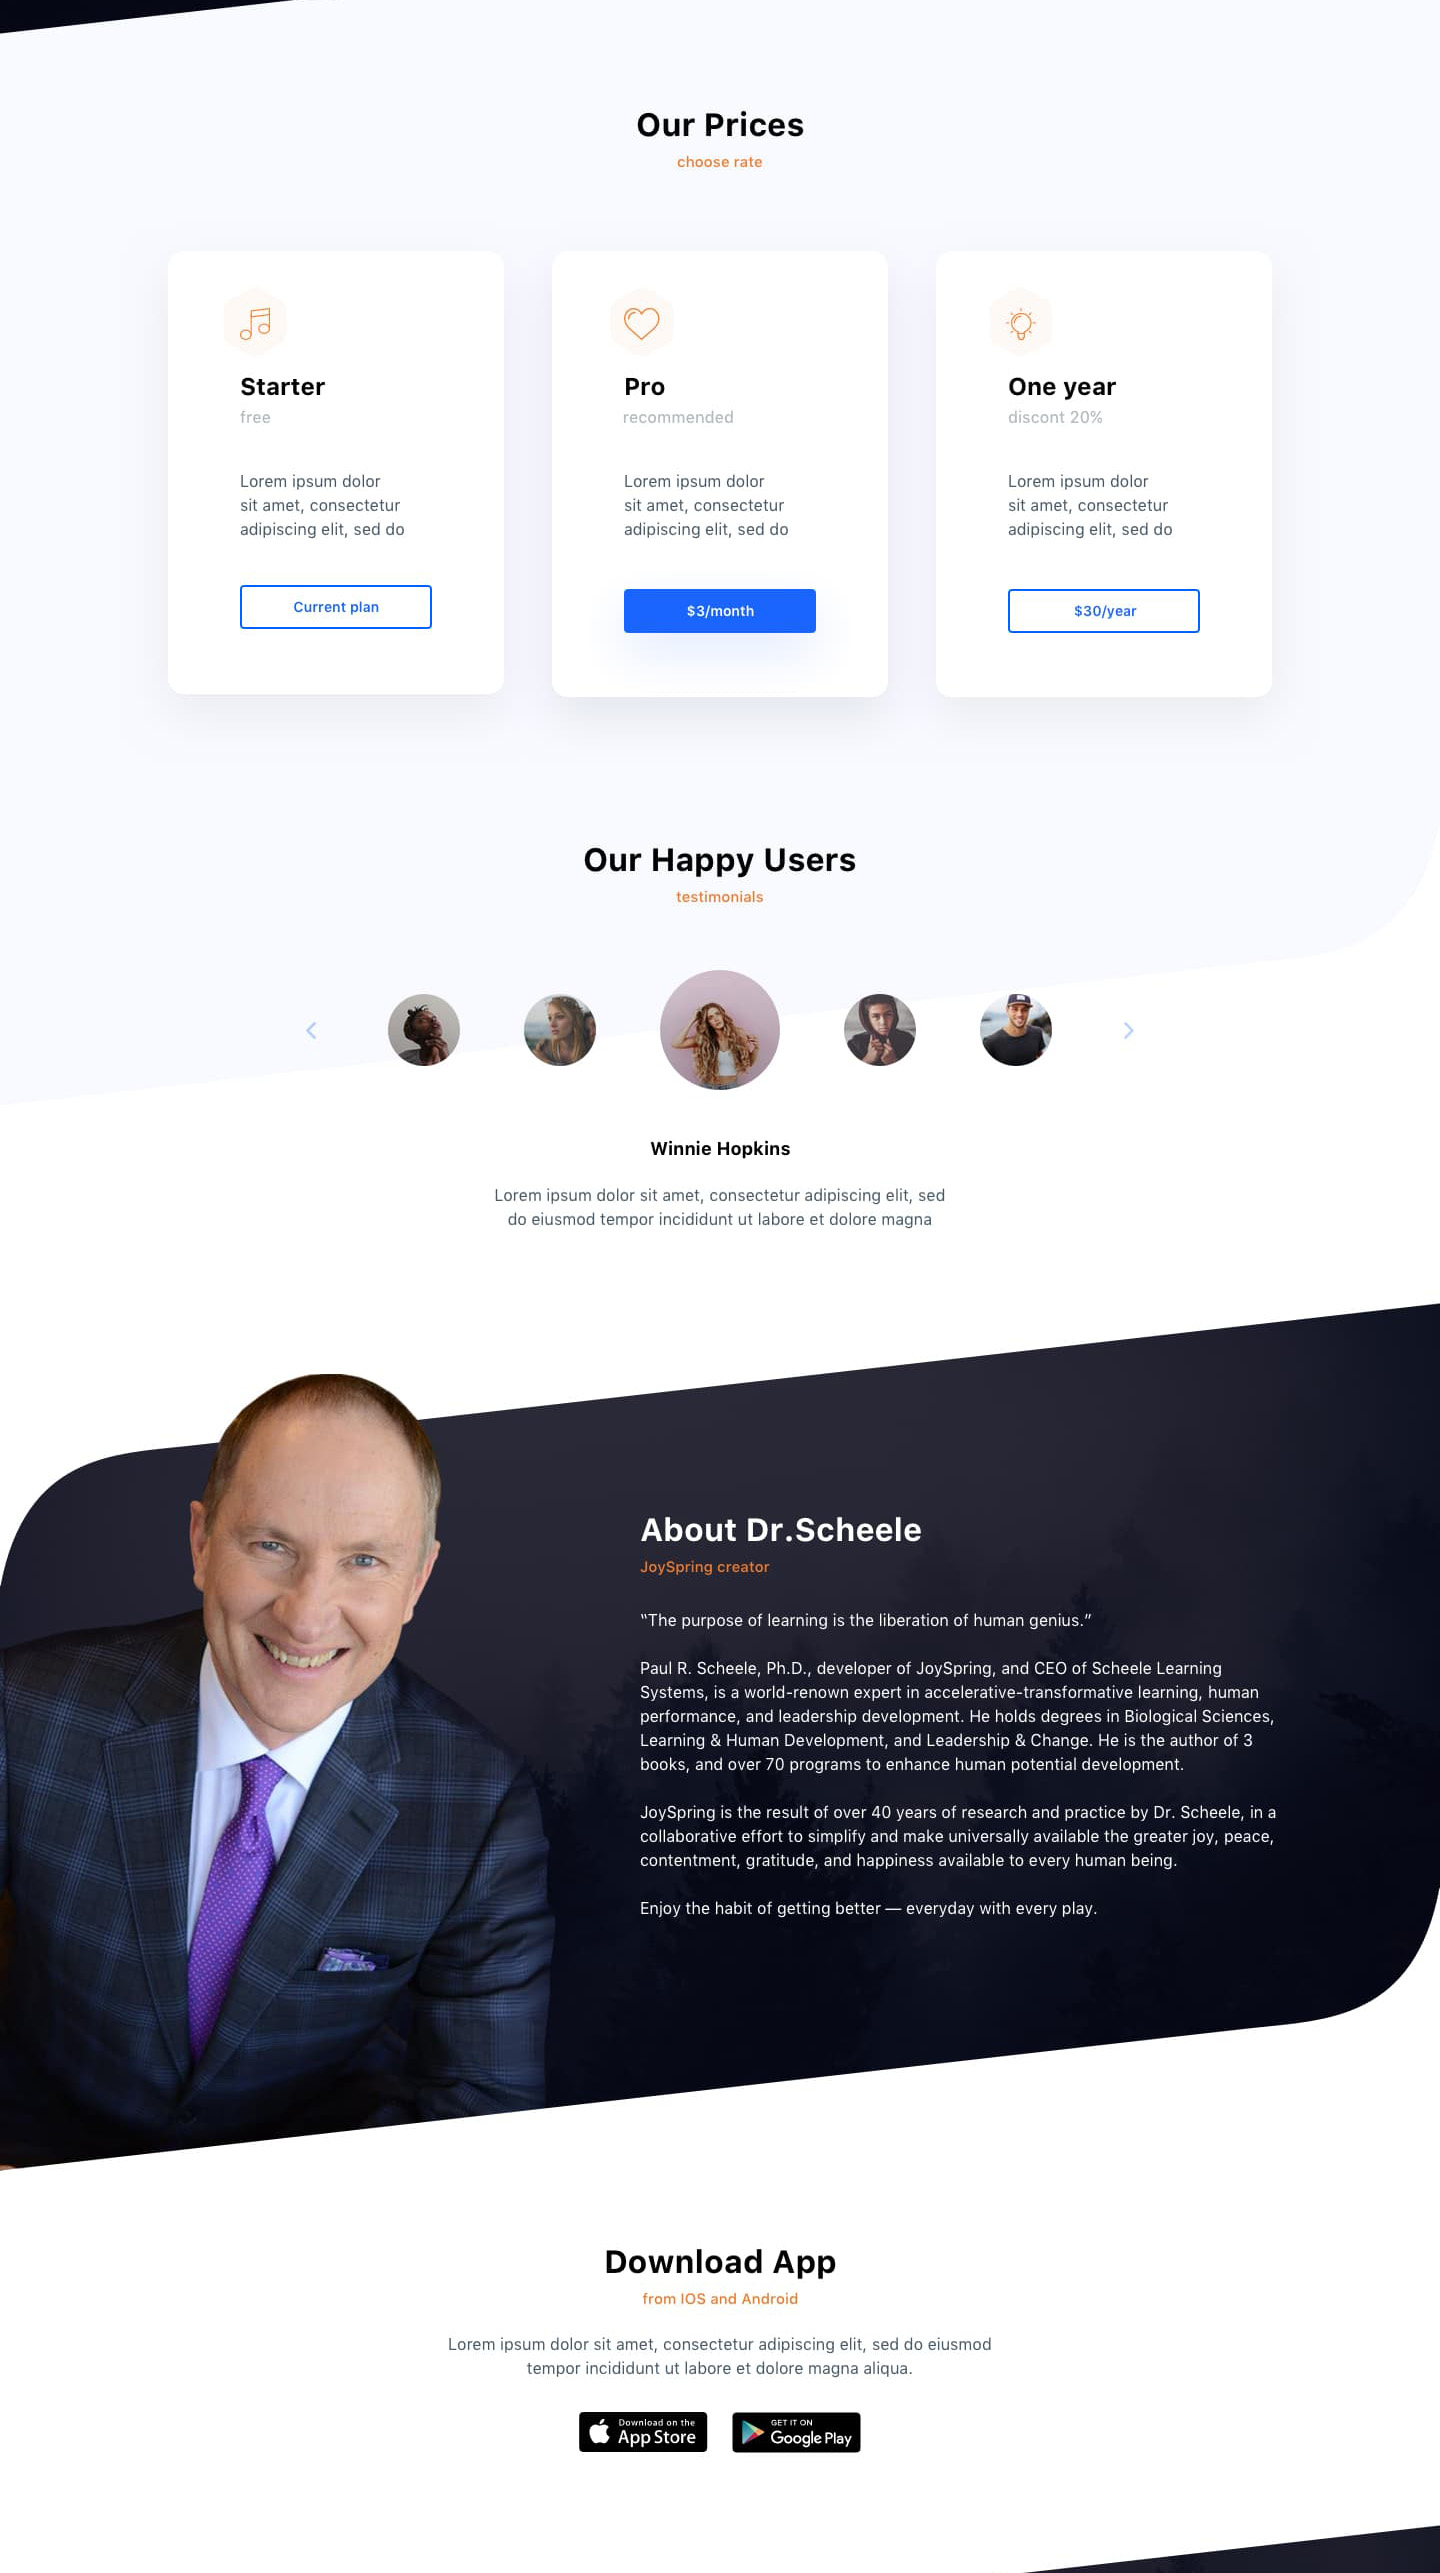 Our Prices
choose rate
Starter
free
Lorem ipsum dolor
sit amet, consectetur
adipiscing elit, sed do
Current plan
Pro
recommended
Lorem ipsum dolor
sit amet, consectetur
adipiscing elit, sed do
$3/month
One year
discont 20%
Lorem ipsum dolor
sit amet, consectetur
adipiscing elit, sed do
$30/year
Our Happy Users
testimonials
Winnie Hopkins
Lorem ipsum dolor sit amet, consectetur adipiscing elit, sed
do eiusmod tempor incididunt ut labore et dolore magna
About Dr.Scheele
JoySpring creator
“The purpose of learning is the liberation of human genius.”
Paul R. Scheele, Ph.D., developer of JoySpring, and CEO of Scheele Learning
Systems, is a world-renown expert in accelerative-transformative learning, human
performance, and leadership development. He holds degrees in Biological Sciences,
Learning & Human Development, and Leadership & Change. He is the author of 3
books, and over 70 programs to enhance human potential development.
JoySpring is the result of over 40 years of research and practice by Dr. Scheele, in a
collaborative effort to simplify and make universally available the greater joy, peace,
contentment, gratitude, and happiness available to every human being.
Enjoy the habit of getting better — everyday with every play.
Download App
from IOS and Android
Lorem ipsum dolor sit amet, consectetur adipiscing elit, sed do eiusmod
tempor incididunt ut labore et dolore magna aliqua.
Download on the
App Store
GET IT ON
Google Play